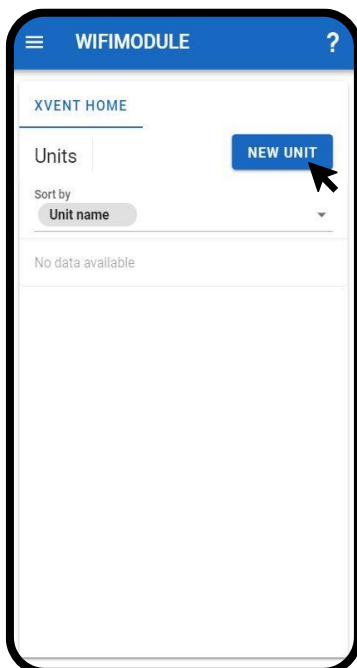 WIFIMODULE ?
XVENT HOME
Units NEW UNIT
Sort by
Unit name
No data available